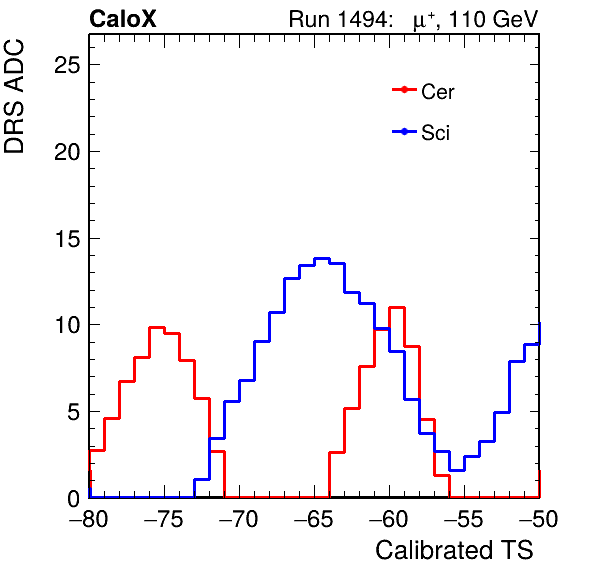 CaloX Run 1494: μ⁺, 110 GeV
DRS ADC
25
20
15
10
5
0
Cer
Sci
−80 −75 −70 −65 −60 −55 −50
Calibrated TS